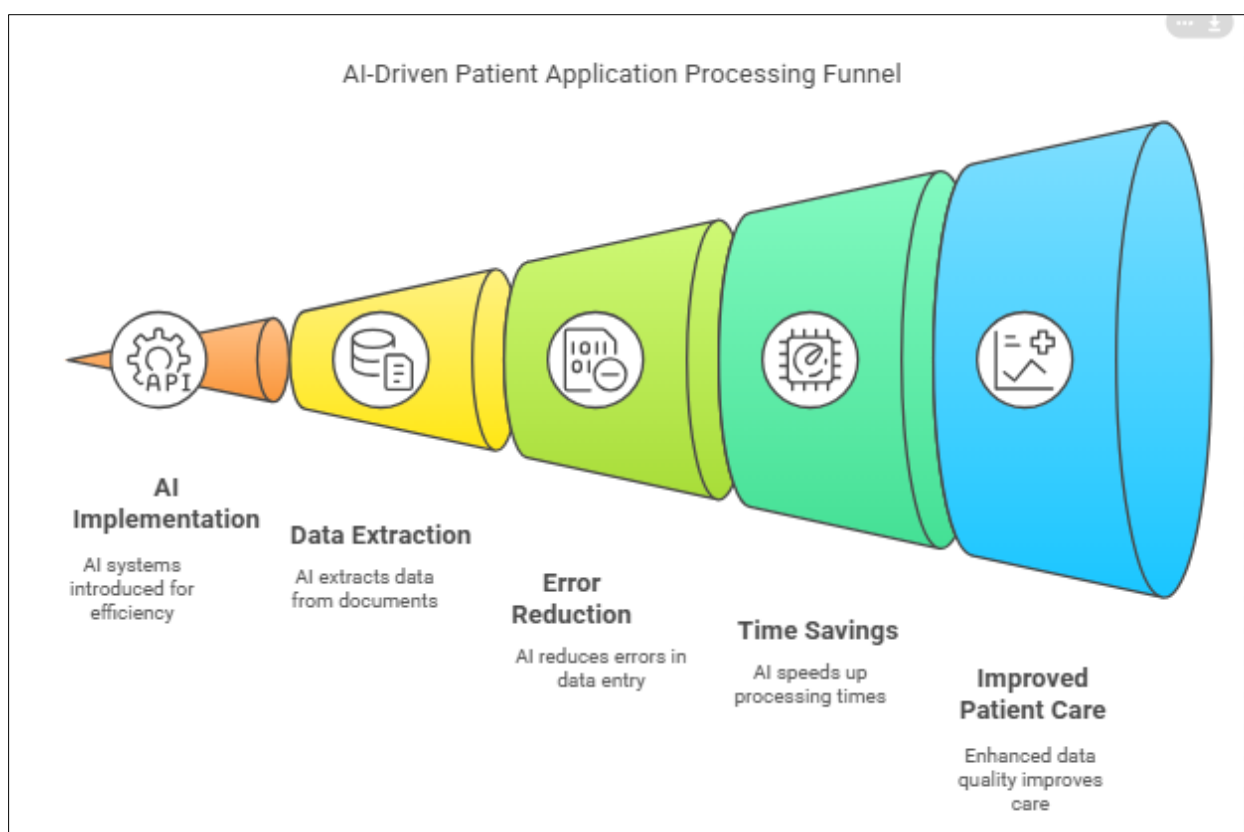 AI-Driven Patient Application Processing Funnel
API
1011
01
AI
Implementation
AI systems
introduced for
efficiency
Data Extraction
AI extracts data
from documents
Error
Reduction
AI reduces errors in
data entry
Time Savings
AI speeds up
processing times
Improved
Patient Care
Enhanced data
quality improves
care